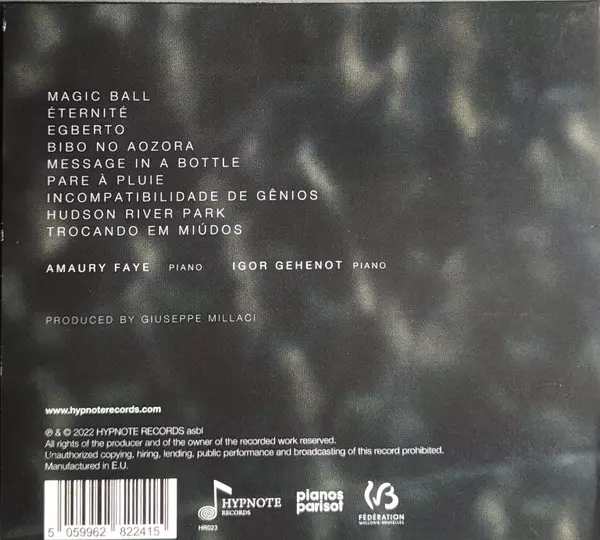 MAGIC BALL
ÉTERNITÉ
EGBERTO
BIBO NO AOZORA
MESSAGE IN A BOTTLE
PARE À PLUIE
INCOMPATIBILIDADE DE GÊNIOS
HUDSON RIVER PARK
TROCANDO EM MIÚDOS
AMAURY FAYE PIANO IGOR GEHENOT PIANO
PRODUCED BY GIUSEPPE MILLACI
www.hypnoterecords.com
℗ & © 2022 HYPNOTE RECORDS asbl
All rights of the producer and of the owner of the recorded work reserved.
Unauthorized copying, hiring, lending, public performance and broadcasting of this record prohibited.
Manufactured in E.U.
5 059962 822415
HYPNOTE
RECORDS
HR023
pianos
parisot
FÉDÉRATION
WALLONIE-BRUXELLES